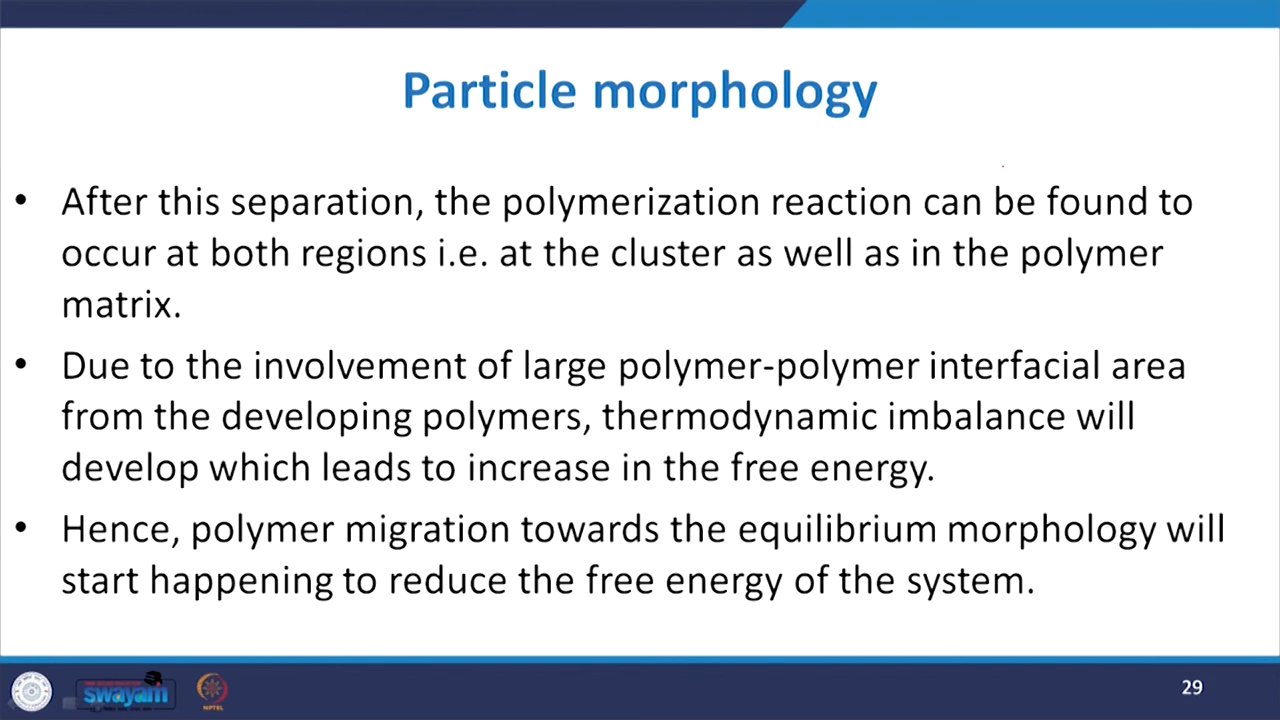 Particle morphology
• After this separation, the polymerization reaction can be found to
occur at both regions i.e. at the cluster as well as in the polymer
matrix.
• Due to the involvement of large polymer-polymer interfacial area
from the developing polymers, thermodynamic imbalance will
develop which leads to increase in the free energy.
• Hence, polymer migration towards the equilibrium morphology will
start happening to reduce the free energy of the system.
swayam
NPTEL
29